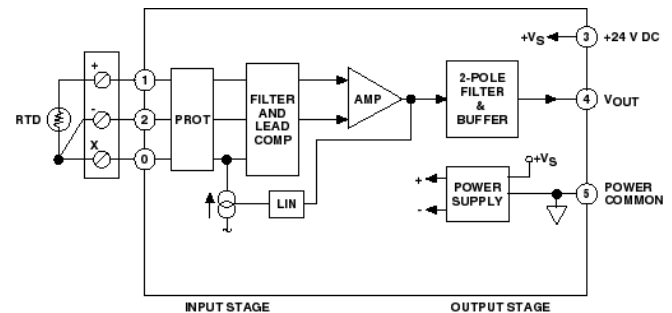 +VS
3
+24 V DC
+
1
RTD
-
2
PROT
X
0
FILTER
AND
LEAD
COMP
AMP
2-POLE
FILTER
&
BUFFER
4
VOUT
LIN
+
-
POWER
SUPPLY
+VS
5
POWER
COMMON
INPUT STAGE
OUTPUT STAGE